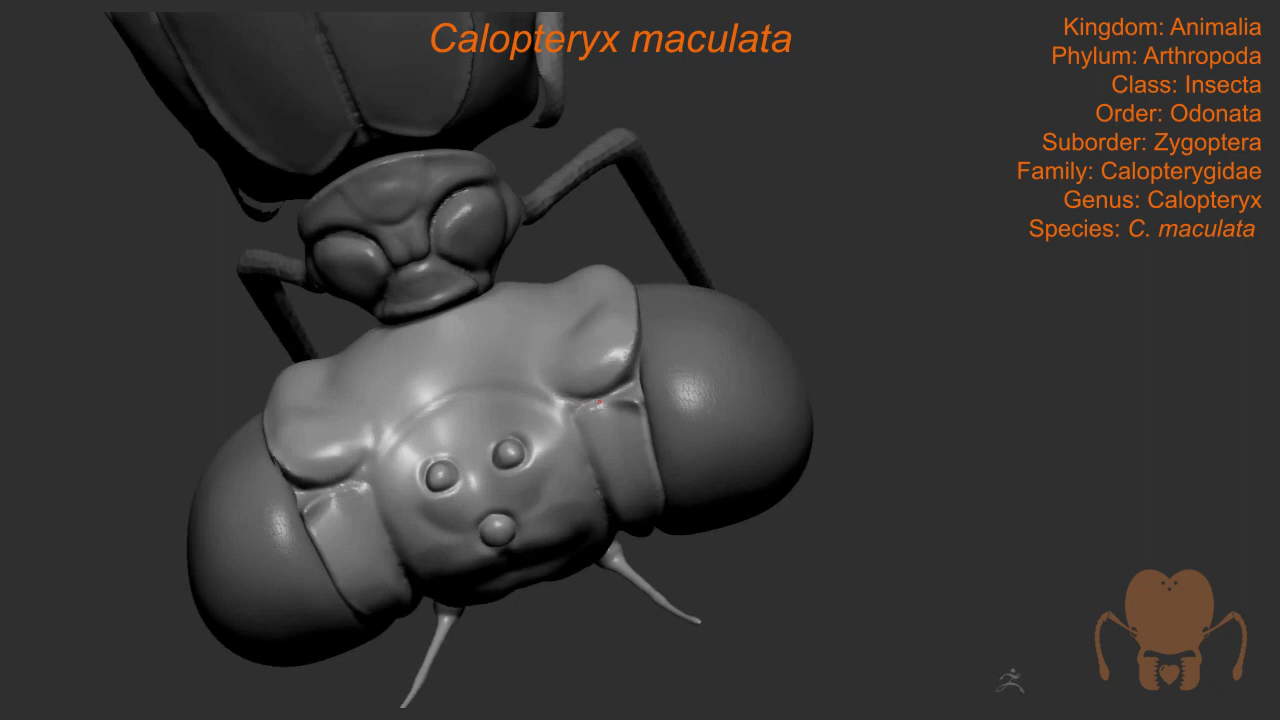 Calopteryx maculata
Kingdom: Animalia
Phylum: Arthropoda
Class: Insecta
Order: Odonata
Suborder: Zygoptera
Family: Calopterygidae
Genus: Calopteryx
Species: C. maculata